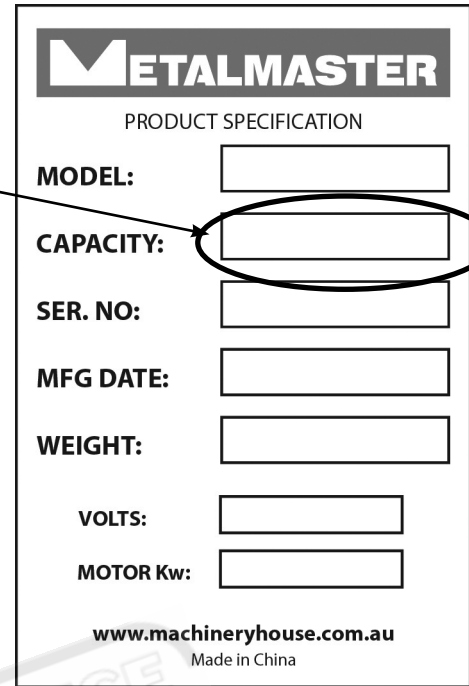 METALMASTER
PRODUCT SPECIFICATION
MODEL:
CAPACITY:
SER. NO:
MFG DATE:
WEIGHT:
VOLTS:
MOTOR Kw:
www.machineryhouse.com.au
Made in China